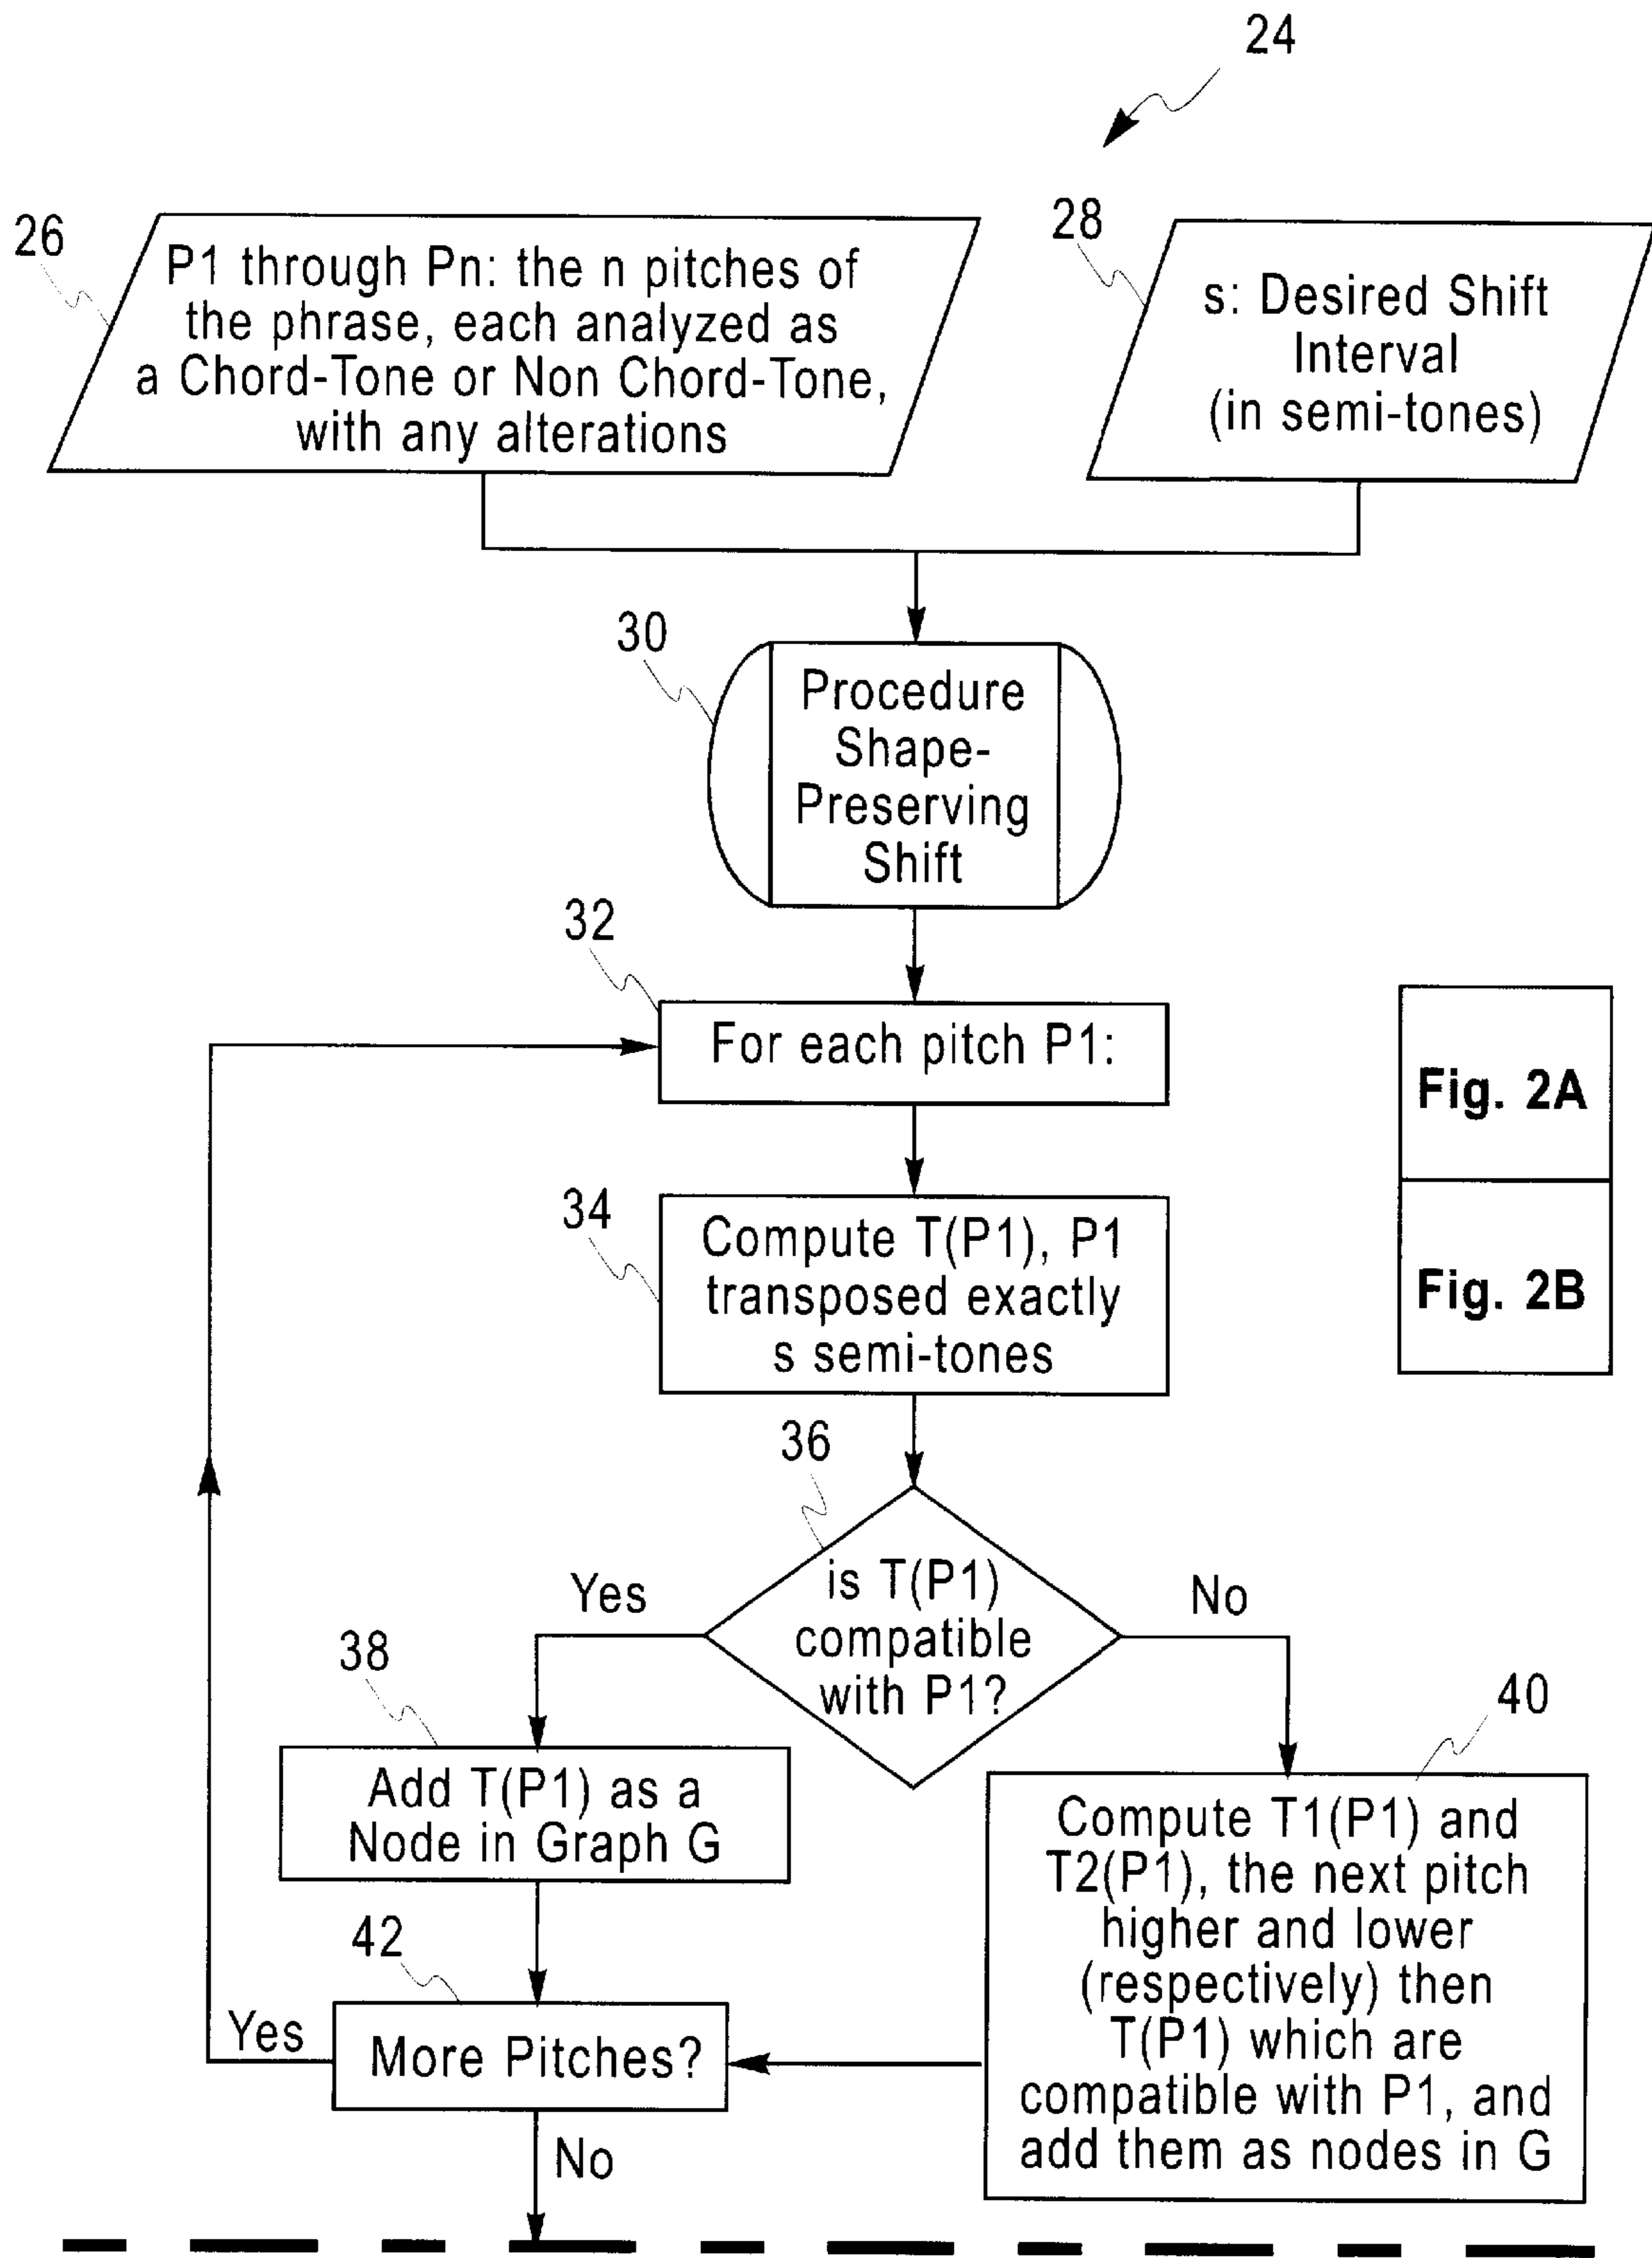 24
26
P1 through Pn: the n pitches of
the phrase, each analyzed as
a Chord-Tone or Non Chord-Tone,
with any alterations
28
s: Desired Shift
Interval
(in semi-tones)
30
Procedure
Shape-
Preserving
Shift
32
For each pitch P1:
Fig. 2A
Fig. 2B
34
Compute T(P1), P1
transposed exactly
s semi-tones
36
is T(P1)
compatible
with P1?
Yes
No
38
Add T(P1) as a
Node in Graph G
40
Compute T1(P1) and
T2(P1), the next pitch
higher and lower
(respectively) then
T(P1) which are
compatible with P1, and
add them as nodes in G
42
More Pitches?
Yes
No